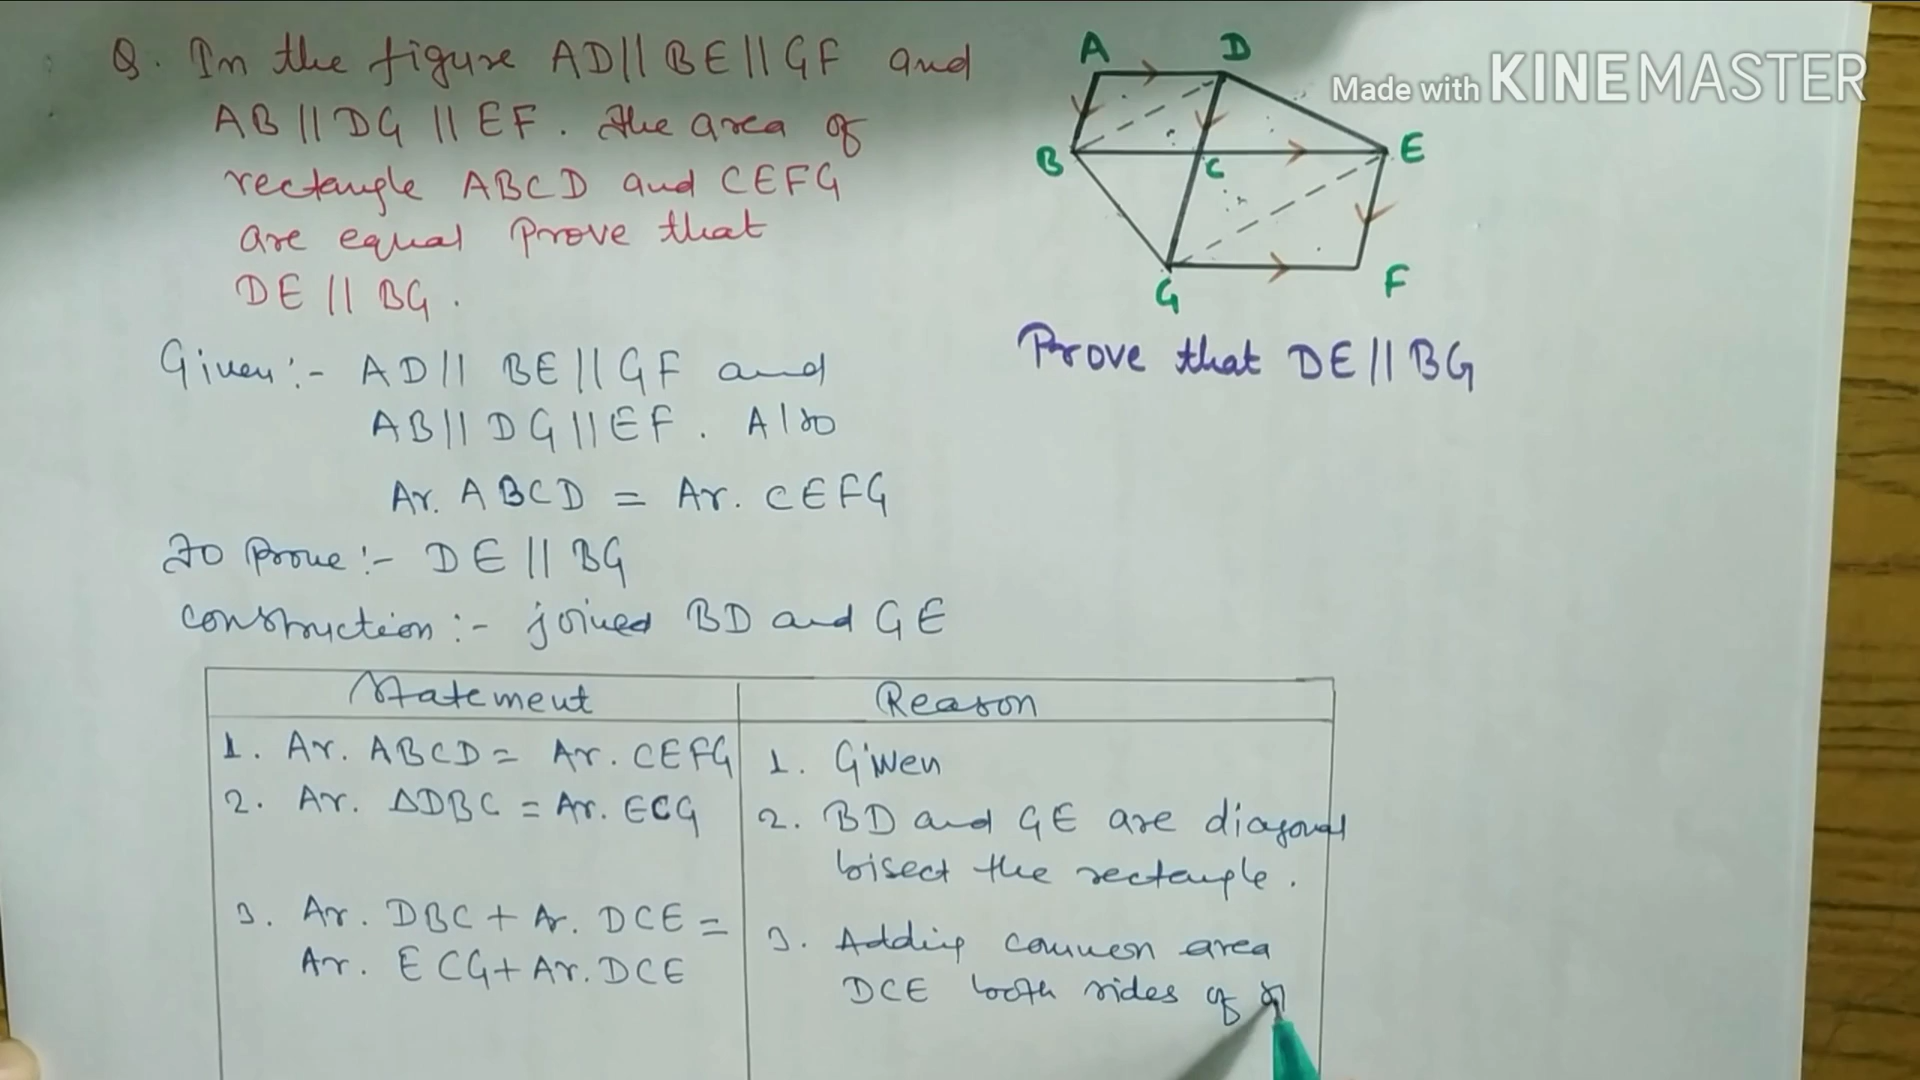 Q. In the figure AD || BE || GF and
AB || DG || EF. The area of
rectangle ABCD and CEFG
are equal prove that
DE || BG.
A
D
B
C
E
G
F
Made with KINEMASTER
Prove that DE || BG
Given :- AD || BE || GF and
AB || DG || EF. Also
Ar. ABCD = Ar. CEFG
To prove :- DE || BG
Construction :- joined BD and GE
Statement
Reason
1. Ar. ABCD = Ar. CEFG
1. Given
2. Ar. ΔDBC = Ar. ECG
2. BD and GE are diagonal
bisect the rectangle.
3. Ar. DBC + Ar. DCE =
Ar. ECG + Ar. DCE
3. Adding common area
DCE both sides of